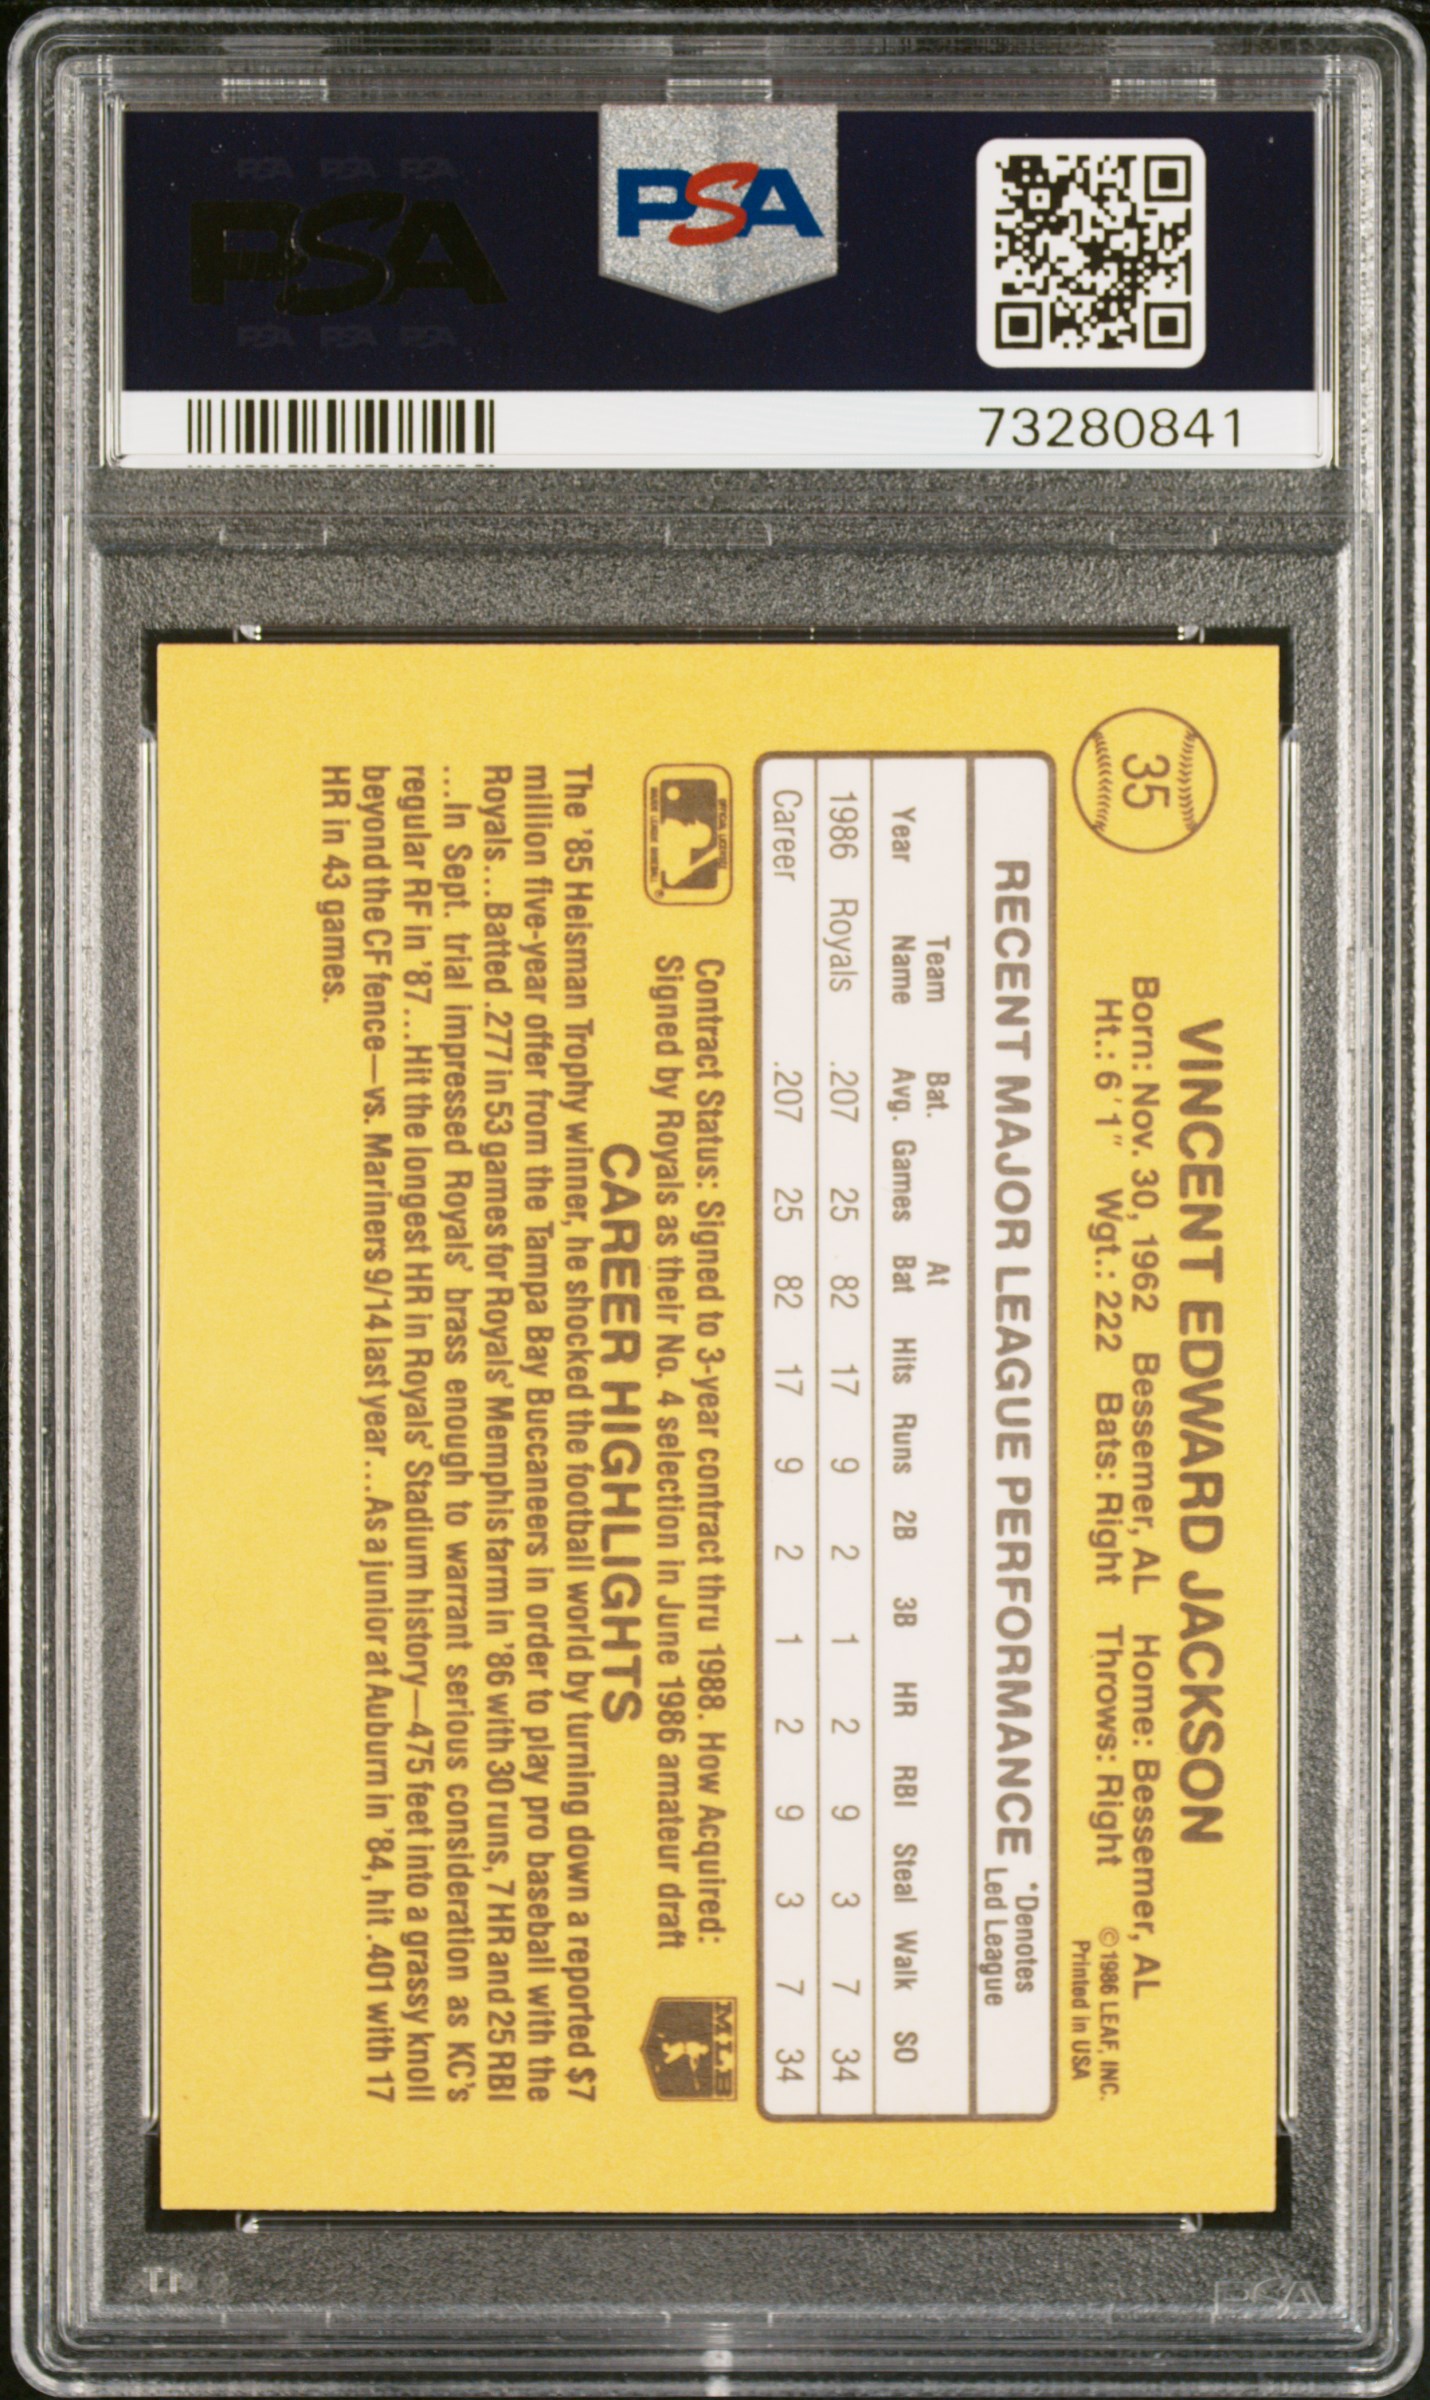 PSA PSA PSA
PSA
PSA PSA PSA
PSA
73280841
35
VINCENT EDWARD JACKSON
Born: Nov. 30, 1962 Bessemer, AL Home: Bessemer, AL
Ht.: 6'1" Wgt.: 222 Bats: Right Throws: Right
©1986 LEAF, INC.
Printed in USA
RECENT MAJOR LEAGUE PERFORMANCE
*Denotes
Led League
Team Bat. At
Year Name Avg. Games Bat Hits Runs 2B 3B HR RBI Steal Walk SO
1986 Royals .207 25 82 17 9 2 1 2 9 3 7 34
Career .207 25 82 17 9 2 1 2 9 3 7 34
Contract Status: Signed to 3-year contract thru 1988. How Acquired:
Signed by Royals as their No. 4 selection in June 1986 amateur draft
MLB
CAREER HIGHLIGHTS
The '85 Heisman Trophy winner, he shocked the football world by turning down a reported $7
million five-year offer from the Tampa Bay Buccaneers in order to play pro baseball with the
Royals...Batted .277 in 53 games for Royals' Memphis farm in '86 with 30 runs, 7 HR and 25 RBI
...In Sept. trial impressed Royals' brass enough to warrant serious consideration as KC's
regular RF in '87...Hit the longest HR in Royals' Stadium history—475 feet into a grassy knoll
beyond the CF fence—vs. Mariners 9/14 last year...As a junior at Auburn in '84, hit .401 with 17
HR in 43 games.
PSA